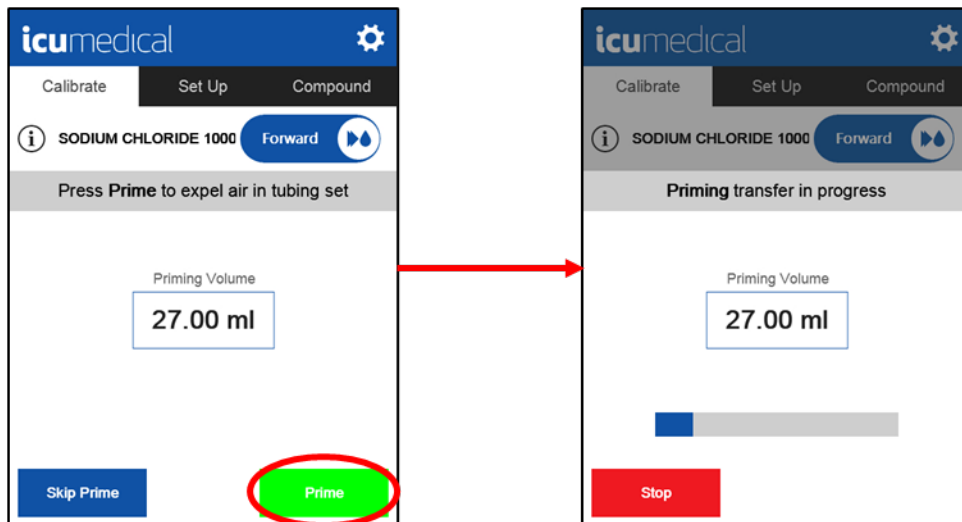 icumedical
Calibrate Set Up Compound
SODIUM CHLORIDE 1000 Forward
Press Prime to expel air in tubing set
Priming Volume
27.00 ml
Skip Prime Prime
icumedical
Calibrate Set Up Compound
SODIUM CHLORIDE 1000 Forward
Priming transfer in progress
Priming Volume
27.00 ml
Stop